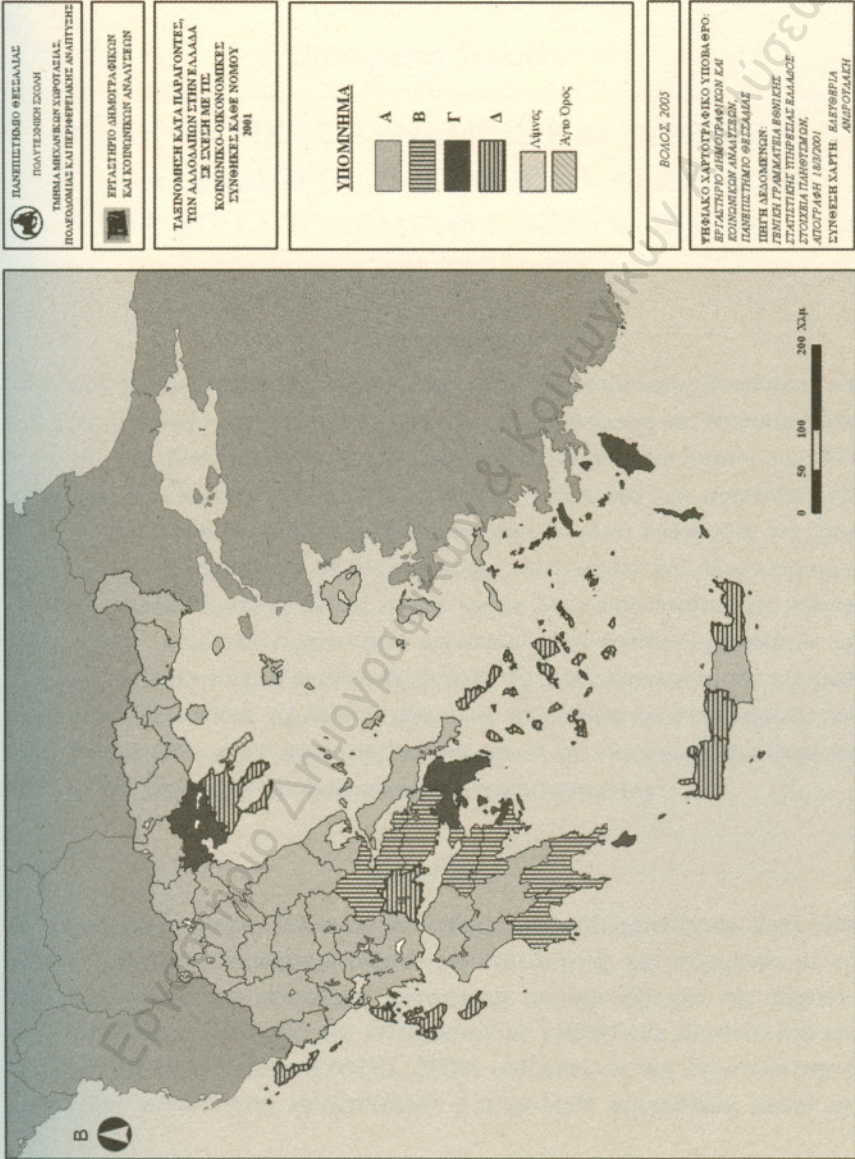 ΠΑΝΕΠΙΣΤΗΜΙΟ ΘΕΣΣΑΛΙΑΣ
ΠΟΛΥΤΕΧΝΙΚΗ ΣΧΟΛΗ
ΤΜΗΜΑ ΜΗΧΑΝΙΚΩΝ ΧΩΡΟΤΑΞΙΑΣ,
ΠΟΛΕΟΔΟΜΙΑΣ ΚΑΙ ΠΕΡΙΦΕΡΕΙΑΚΗΣ ΑΝΑΠΤΥΞΗΣ
ΕΡΓΑΣΤΗΡΙΟ ΔΗΜΟΓΡΑΦΙΚΩΝ
ΚΑΙ ΚΟΙΝΩΝΙΚΩΝ ΑΝΑΛΥΣΕΩΝ
ΤΑΞΙΝΟΜΗΣΗ ΚΑΤΑ ΠΑΡΑΓΟΝΤΕΣ,
ΤΩΝ ΑΛΛΟΔΑΠΩΝ ΣΤΗΝ ΕΛΛΑΔΑ
ΣΕ ΣΧΕΣΗ ΜΕ ΤΙΣ
ΚΟΙΝΩΝΙΚΟ-ΟΙΚΟΝΟΜΙΚΕΣ
ΣΥΝΘΗΚΕΣ ΚΑΘΕ ΝΟΜΟΥ
2001
ΥΠΟΜΝΗΜΑ
Α
Β
Γ
Δ
Λίμνες
Άγιο Όρος
ΒΟΛΟΣ, 2005
ΨΗΦΙΑΚΟ ΧΑΡΤΟΓΡΑΦΙΚΟ ΥΠΟΒΑΘΡΟ:
ΕΡΓΑΣΤΗΡΙΟ ΔΗΜΟΓΡΑΦΙΚΩΝ ΚΑΙ
ΚΟΙΝΩΝΙΚΩΝ ΑΝΑΛΥΣΕΩΝ,
ΠΑΝΕΠΙΣΤΗΜΙΟ ΘΕΣΣΑΛΙΑΣ
ΠΗΓΗ ΔΕΔΟΜΕΝΩΝ:
ΓΕΝΙΚΗ ΓΡΑΜΜΑΤΕΙΑ ΕΘΝΙΚΗΣ
ΣΤΑΤΙΣΤΙΚΗΣ ΥΠΗΡΕΣΙΑΣ ΕΛΛΑΔΟΣ
ΣΤΟΙΧΕΙΑ ΠΛΗΘΥΣΜΩΝ,
ΑΠΟΓΡΑΦΗ 18/3/2001
ΣΥΝΘΕΣΗ ΧΑΡΤΗ: ΕΛΕΥΘΕΡΙΑ
ΑΝΔΡΟΥΛΑΚΗ
Β
0 50 100 200 Χλμ
Εργαστήριο Δημογραφικών & Κοινωνικών Αναλύσεων